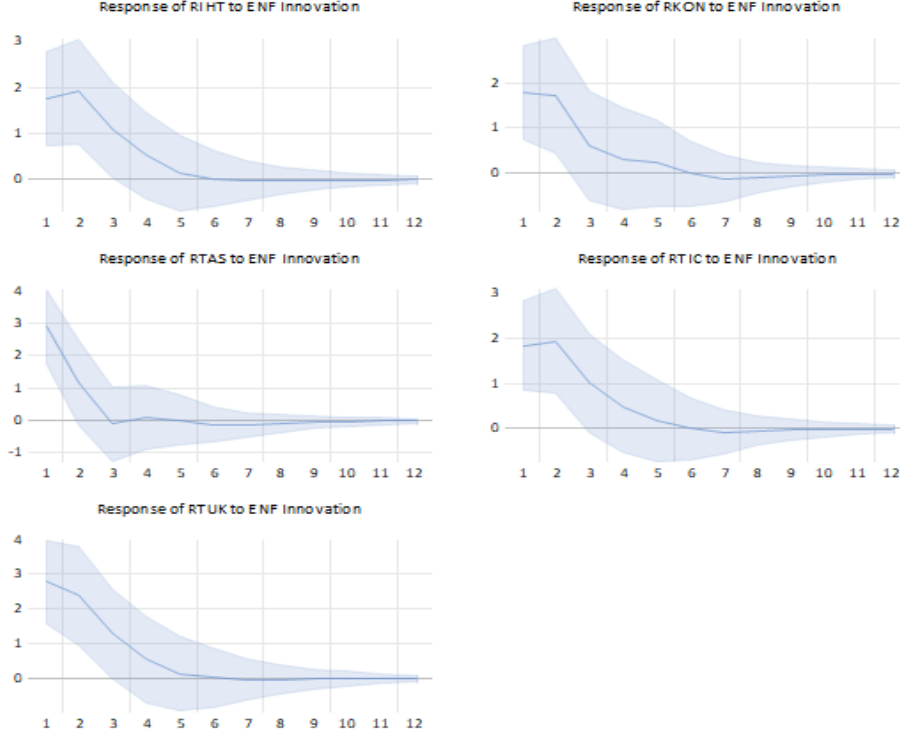 Response of RIHT to ENF Innovation
3
2
1
0
1 2 3 4 5 6 7 8 9 10 11 12
Response of RKON to ENF Innovation
2
1
0
1 2 3 4 5 6 7 8 9 10 11 12
Response of RTAS to ENF Innovation
4
3
2
1
0
-1
1 2 3 4 5 6 7 8 9 10 11 12
Response of RTIC to ENF Innovation
3
2
1
0
1 2 3 4 5 6 7 8 9 10 11 12
Response of RTUK to ENF Innovation
4
3
2
1
0
1 2 3 4 5 6 7 8 9 10 11 12